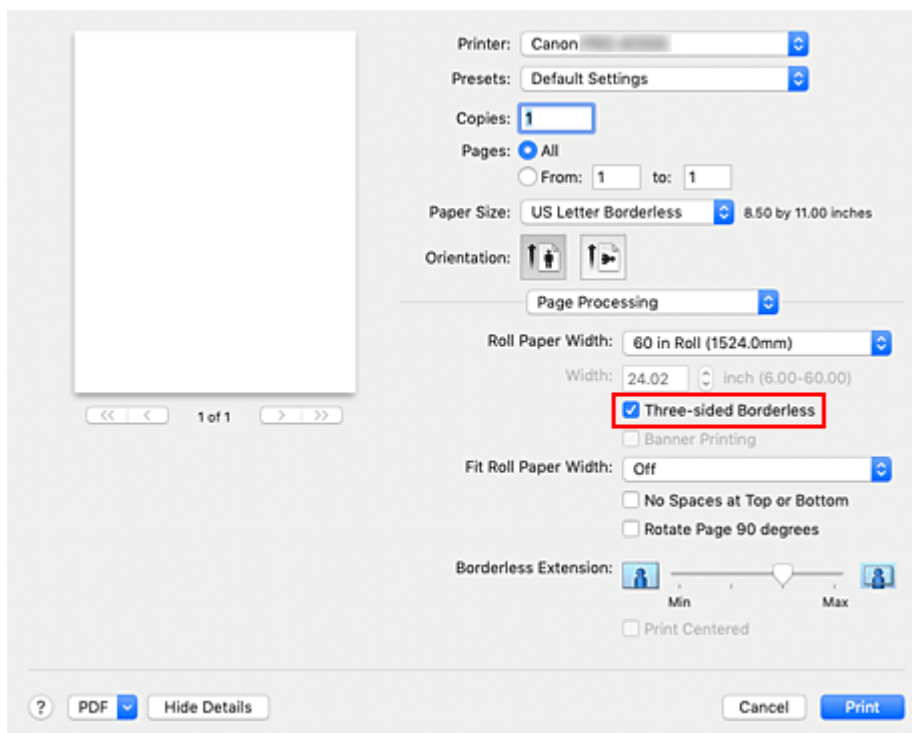 Printer: Canon
Presets: Default Settings
Copies: 1
Pages: All
From: 1 to: 1
Paper Size: US Letter Borderless 8.50 by 11.00 inches
Orientation:
Page Processing
Roll Paper Width: 60 in Roll (1524.0mm)
Width: 24.02 inch (6.00-60.00)
<< < 1 of 1 > >>
Three-sided Borderless
Banner Printing
Fit Roll Paper Width: Off
No Spaces at Top or Bottom
Rotate Page 90 degrees
Borderless Extension:
Min Max
Print Centered
? PDF Hide Details Cancel Print